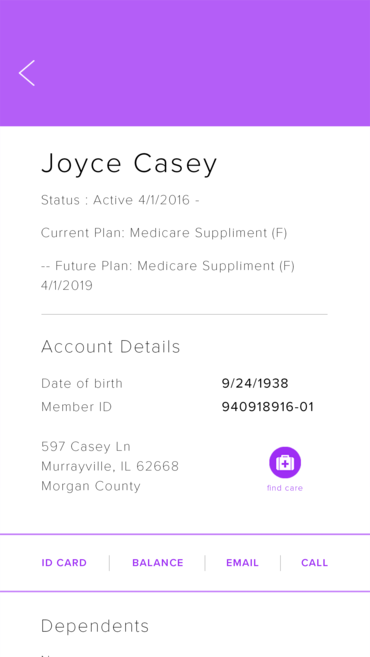 Joyce Casey
Status : Active 4/1/2016 -
Current Plan: Medicare Suppliment (F)
-- Future Plan: Medicare Suppliment (F)
4/1/2019
Account Details
Date of birth 9/24/1938
Member ID 940918916-01
597 Casey Ln
Murrayville, IL 62668
Morgan County
find care
ID CARD BALANCE EMAIL CALL
Dependents